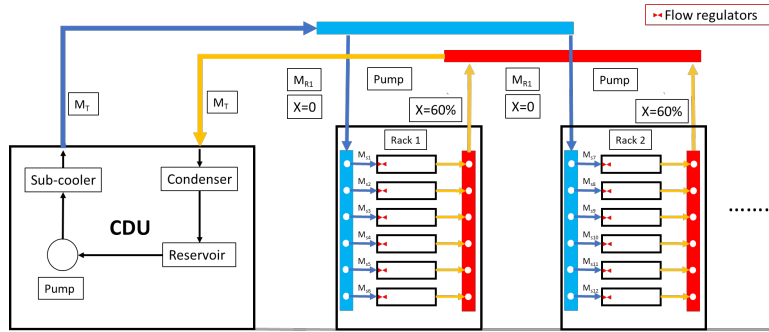 Flow regulators
M_T
M_T
M_R1
Pump
M_R1
Pump
X=0
X=60%
X=0
X=60%
Rack 1
Rack 2
Sub-cooler
Condenser
CDU
Reservoir
Pump
M_s1
M_s2
M_s3
M_s4
M_s5
M_s6
M_s7
M_s8
M_s9
M_s10
M_s11
M_s12
.......